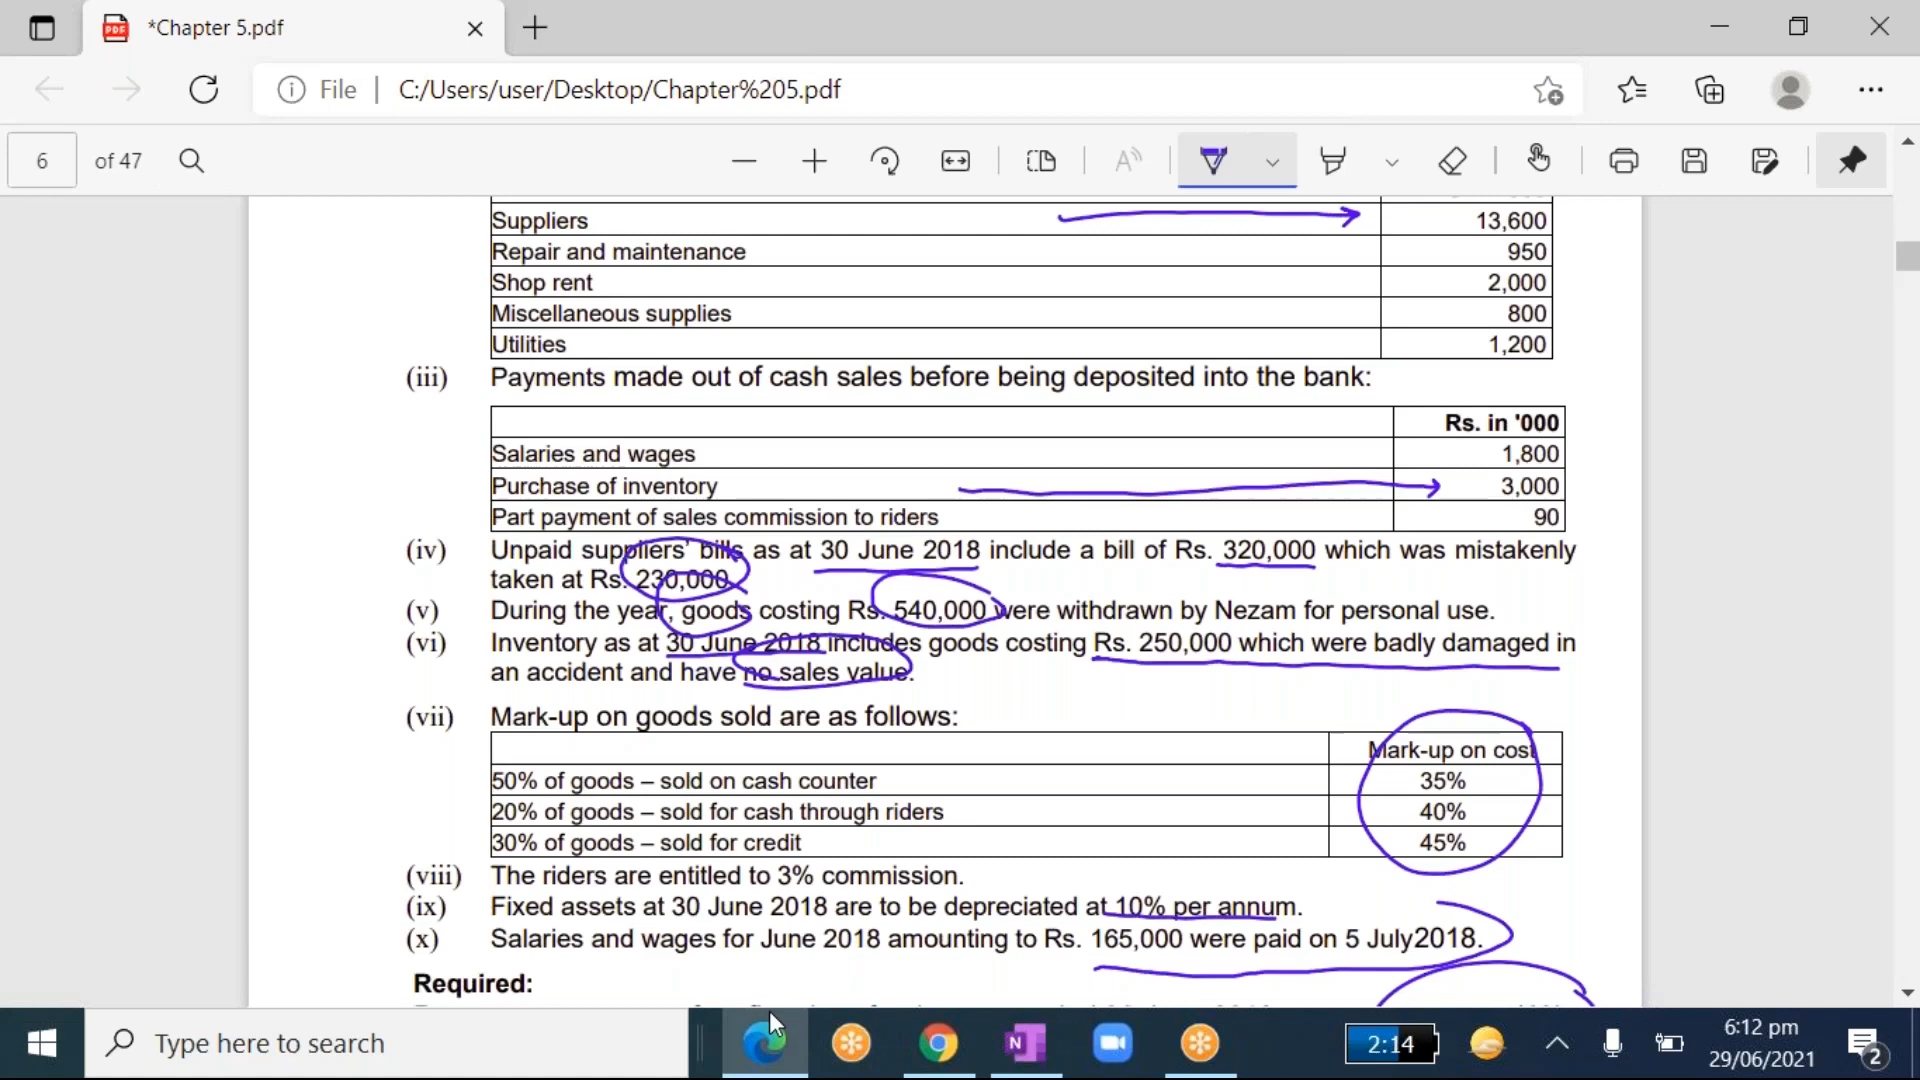 *Chapter 5.pdf
File | C:/Users/user/Desktop/Chapter%205.pdf
6 of 47
Suppliers 13,600
Repair and maintenance 950
Shop rent 2,000
Miscellaneous supplies 800
Utilities 1,200
(iii) Payments made out of cash sales before being deposited into the bank:
Rs. in '000
Salaries and wages 1,800
Purchase of inventory 3,000
Part payment of sales commission to riders 90
(iv) Unpaid suppliers' bills as at 30 June 2018 include a bill of Rs. 320,000 which was mistakenly
taken at Rs. 230,000.
(v) During the year, goods costing Rs. 540,000 were withdrawn by Nezam for personal use.
(vi) Inventory as at 30 June 2018 includes goods costing Rs. 250,000 which were badly damaged in
an accident and have no sales value.
(vii) Mark-up on goods sold are as follows:
Mark-up on cost
50% of goods – sold on cash counter 35%
20% of goods – sold for cash through riders 40%
30% of goods – sold for credit 45%
(viii) The riders are entitled to 3% commission.
(ix) Fixed assets at 30 June 2018 are to be depreciated at 10% per annum.
(x) Salaries and wages for June 2018 amounting to Rs. 165,000 were paid on 5 July2018.
Required:
Type here to search
2:14
6:12 pm
29/06/2021
2